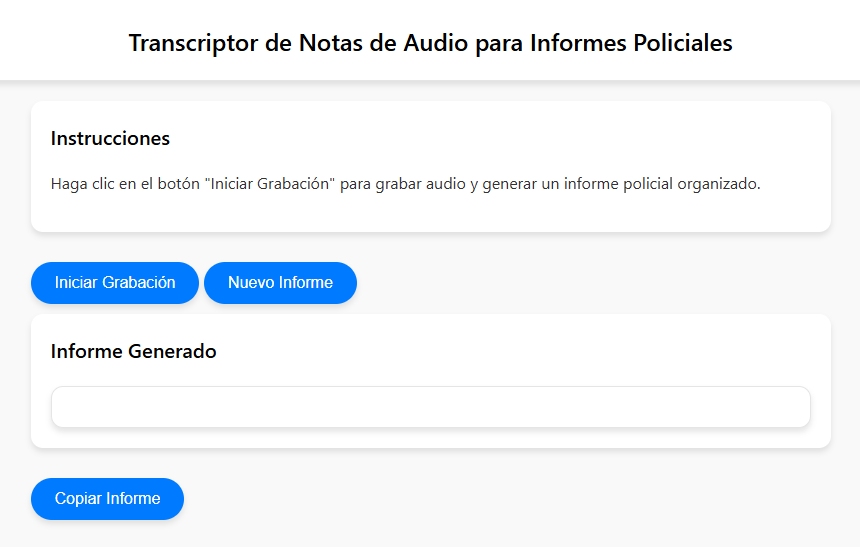 Transcriptor de Notas de Audio para Informes Policiales
Instrucciones
Haga clic en el botón "Iniciar Grabación" para grabar audio y generar un informe policial organizado.
Iniciar Grabación
Nuevo Informe
Informe Generado
Copiar Informe